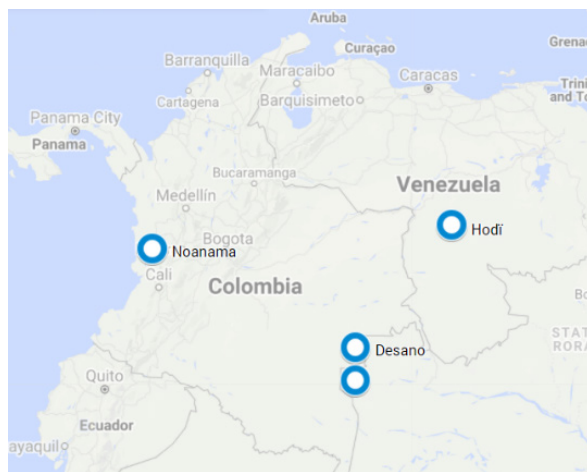 Aruba
Curaçao
Grena
Barranquilla
Maracaibo
Caracas
Cartagena
Barquisimeto
Trini
and To
Panama City
Panama
Bucaramanga
Medellín
Venezuela
Hodï
Bogota
Noanama
Cali
Colombia
Bo
STAT
RORA
Desano
Quito
Ecuador
ayaquil